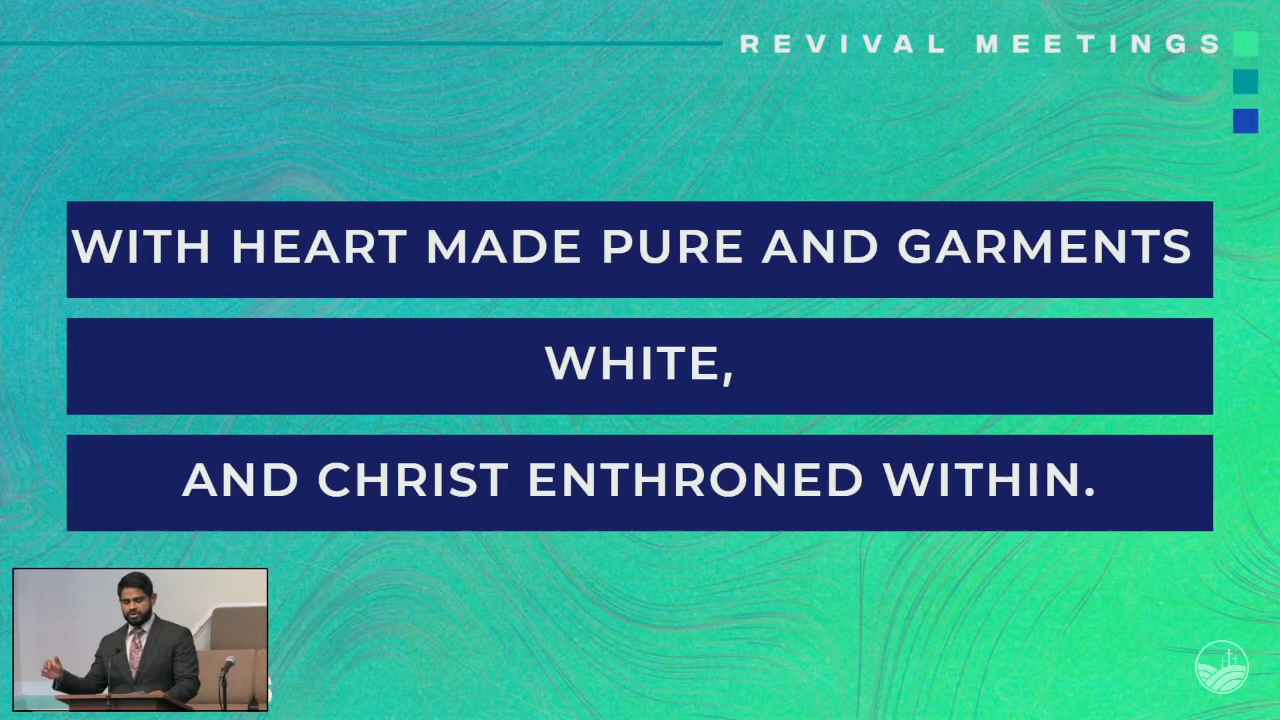 REVIVAL MEETINGS
WITH HEART MADE PURE AND GARMENTS
WHITE,
AND CHRIST ENTHRONED WITHIN.